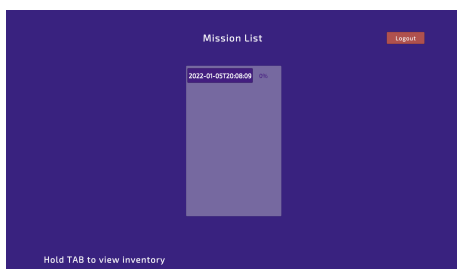 Mission List
Logout
2022-01-05T20:08:09 0%
Hold TAB to view inventory